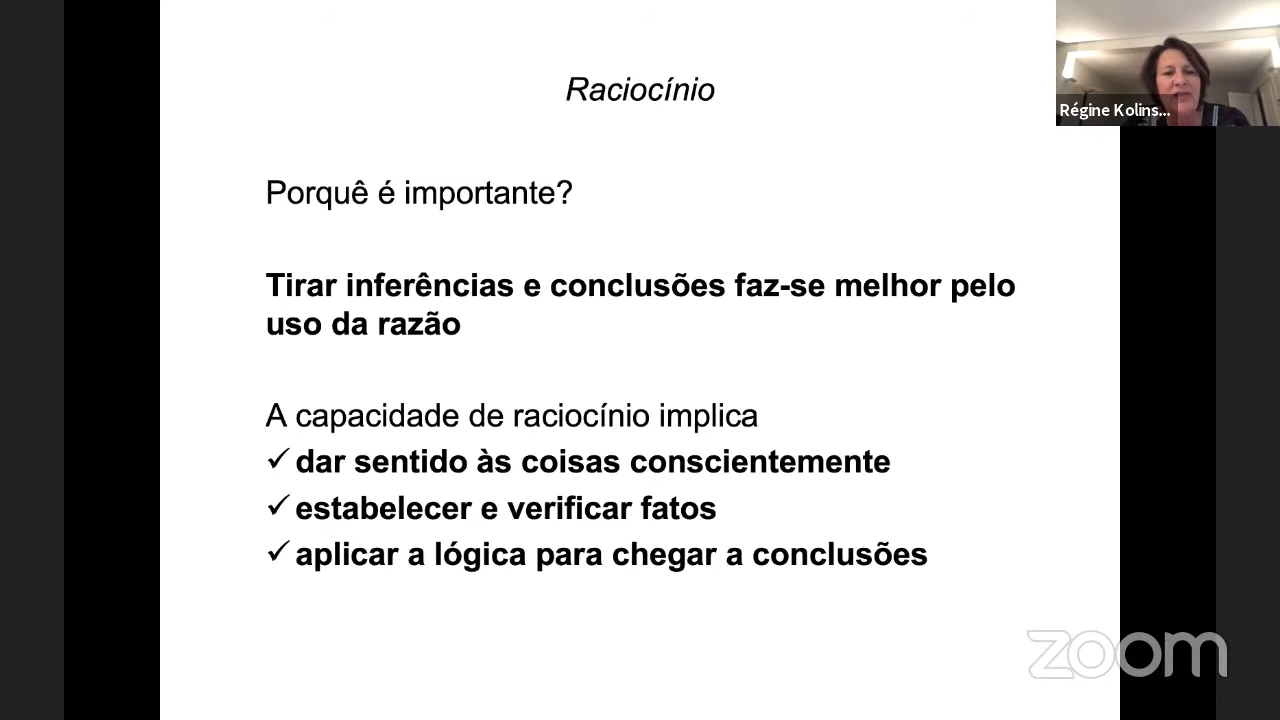 Raciocínio
Régine Kolins...
Porquê é importante?
Tirar inferências e conclusões faz-se melhor pelo
uso da razão
A capacidade de raciocínio implica
✓ dar sentido às coisas conscientemente
✓ estabelecer e verificar fatos
✓ aplicar a lógica para chegar a conclusões
zoom